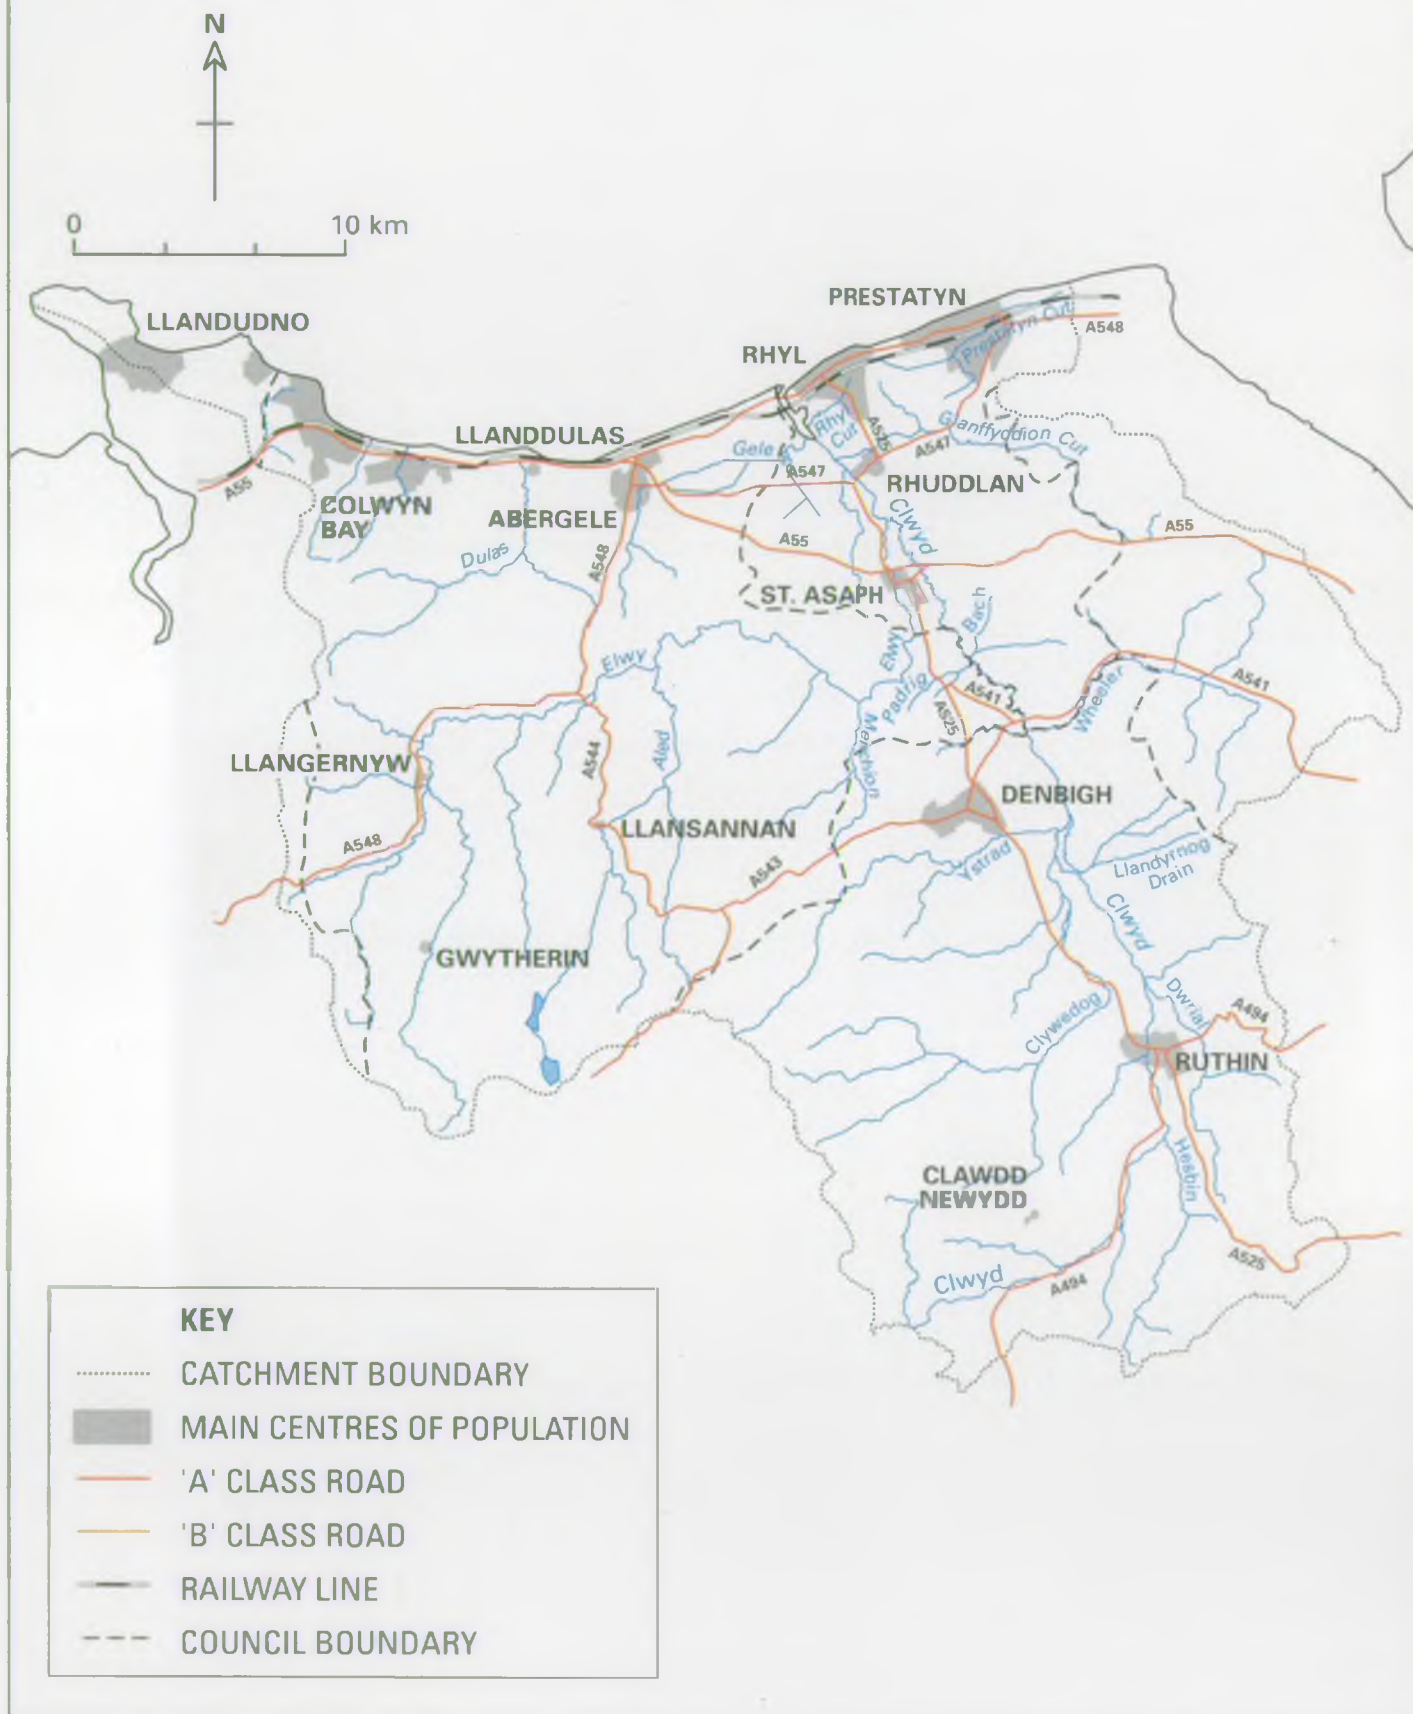 N
0
10 km
PRESTATYN
LLANDUDNO
Prestatyn Cut
A548
RHYL
Rhyl
Cut
A525
Glanffyddion Cut
LLANDDULAS
Gele
A547
A547
RHUDDLAN
A55
COLWYN
BAY
ABERGELE
Clwyd
A55
A55
Dulas
A548
ST. ASAPH
Bach
Elwy
Elwy
Padrig
A541
Wheeler
A541
A525
Meirchion
LLANGERNYW
A544
Aled
DENBIGH
LLANSANNAN
A548
A543
Ystrad
Llandyrnog
Drain
Clwyd
GWYTHERIN
Clywedog
Dwrial
A494
RUTHIN
CLAWDD
NEWYDD
Hesbin
A525
Clwyd
A494
KEY
CATCHMENT BOUNDARY
MAIN CENTRES OF POPULATION
'A' CLASS ROAD
'B' CLASS ROAD
RAILWAY LINE
COUNCIL BOUNDARY